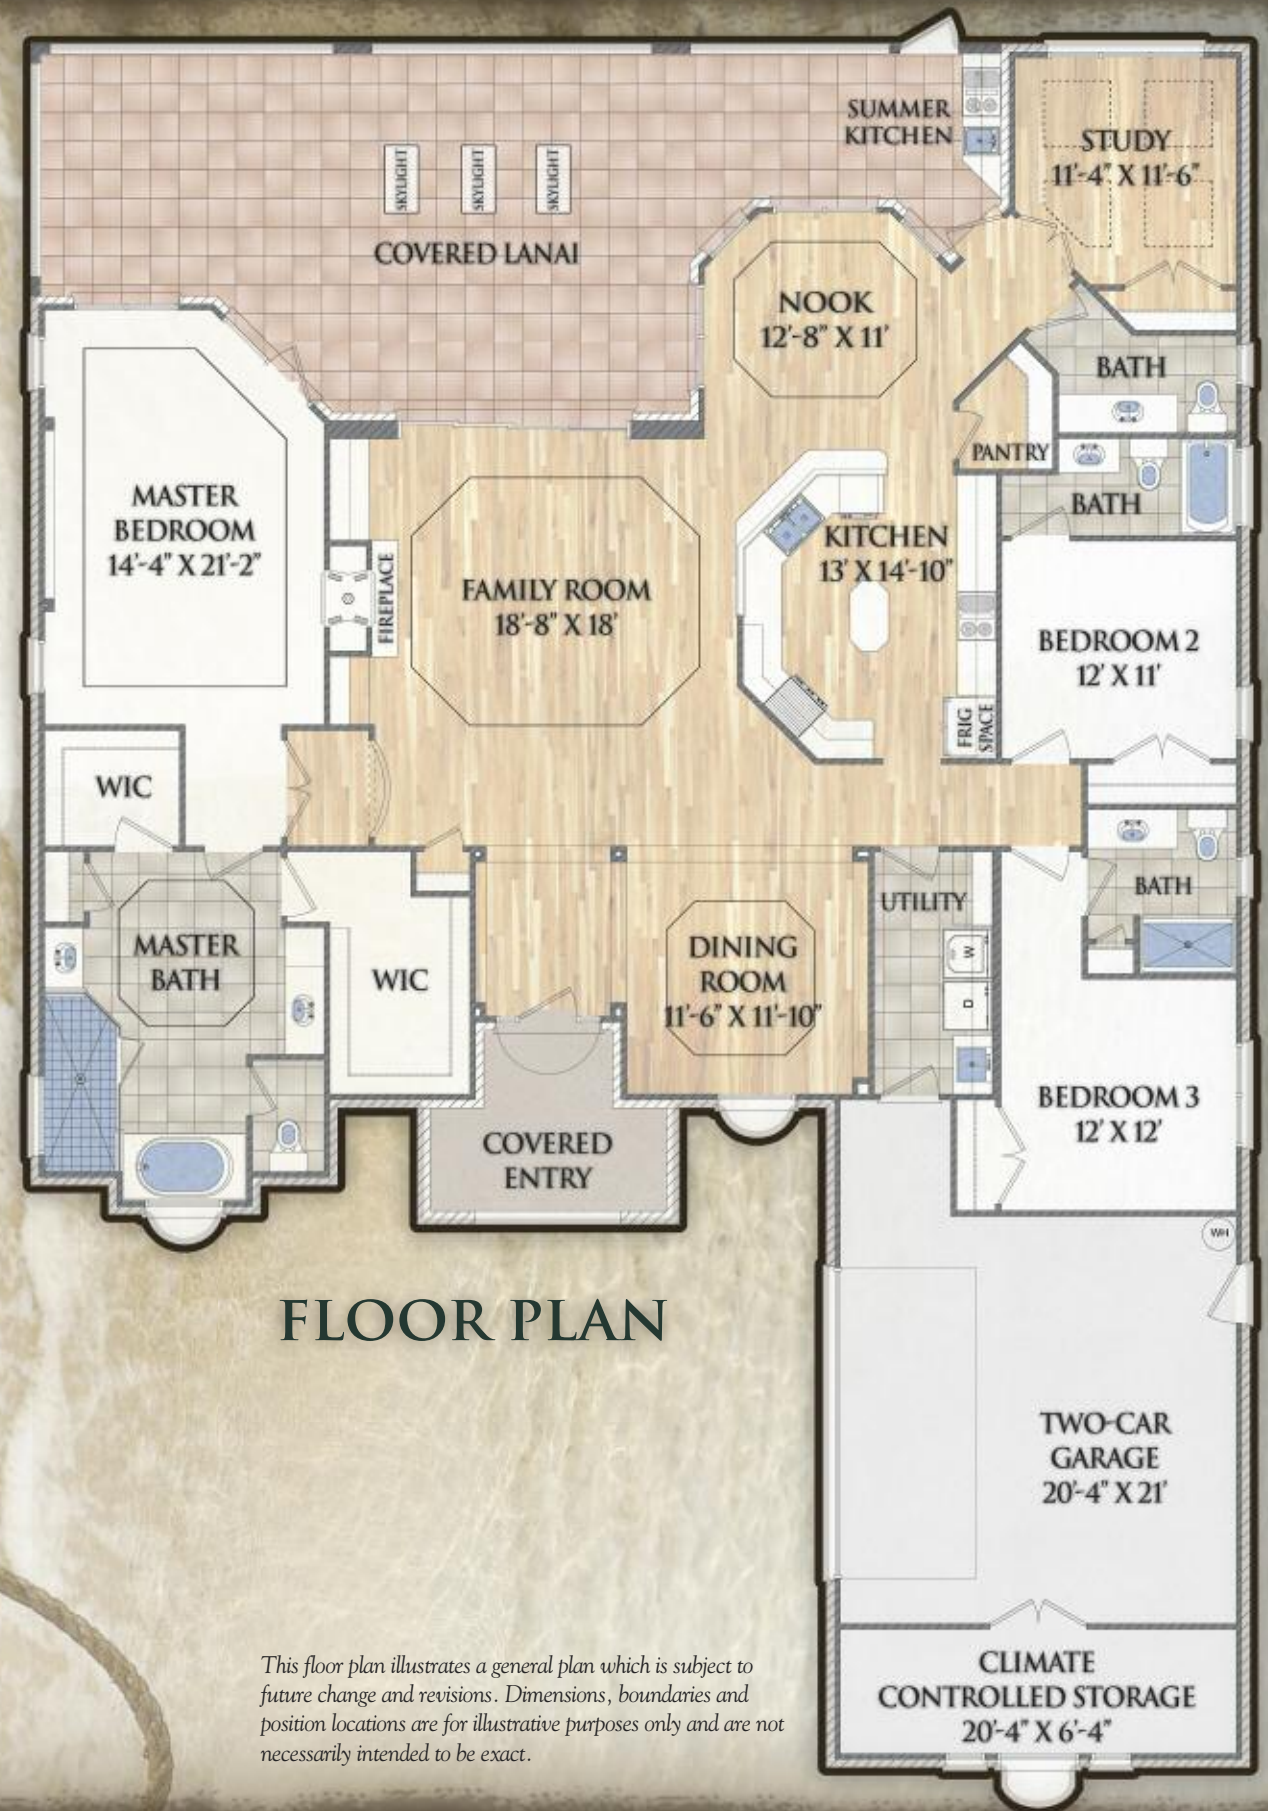 SUMMER
KITCHEN
STUDY
11'-4" X 11'-6"
SKYLIGHT
SKYLIGHT
SKYLIGHT
COVERED LANAI
NOOK
12'-8" X 11'
BATH
PANTRY
BATH
MASTER
BEDROOM
14'-4" X 21'-2"
FIREPLACE
FAMILY ROOM
18'-8" X 18'
KITCHEN
13' X 14'-10"
FRIG
SPACE
BEDROOM 2
12' X 11'
WIC
BATH
UTILITY
W
D
MASTER
BATH
WIC
DINING
ROOM
11'-6" X 11'-10"
BEDROOM 3
12' X 12'
COVERED
ENTRY
WH
FLOOR PLAN
TWO-CAR
GARAGE
20'-4" X 21'
CLIMATE
CONTROLLED STORAGE
20'-4" X 6'-4"
This floor plan illustrates a general plan which is subject to
future change and revisions. Dimensions, boundaries and
position locations are for illustrative purposes only and are not
necessarily intended to be exact.